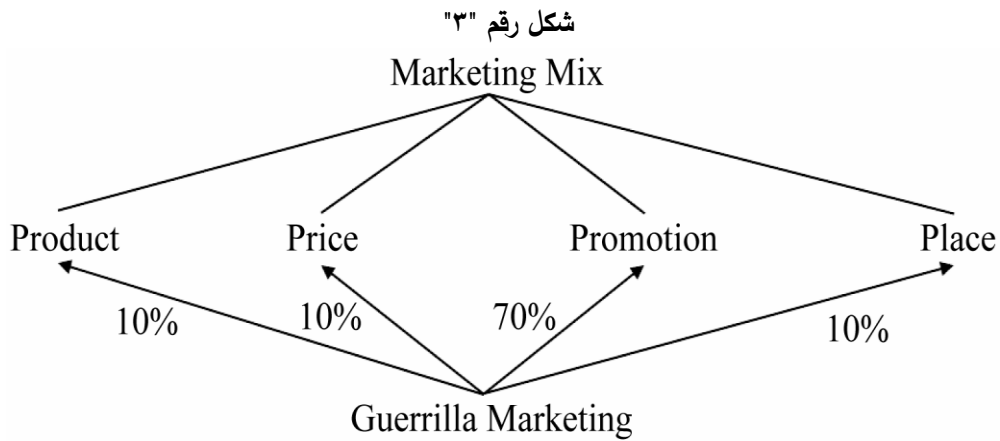 شكل رقم "٣"
Marketing Mix
Product Price Promotion Place
10% 10% 70% 10%
Guerrilla Marketing